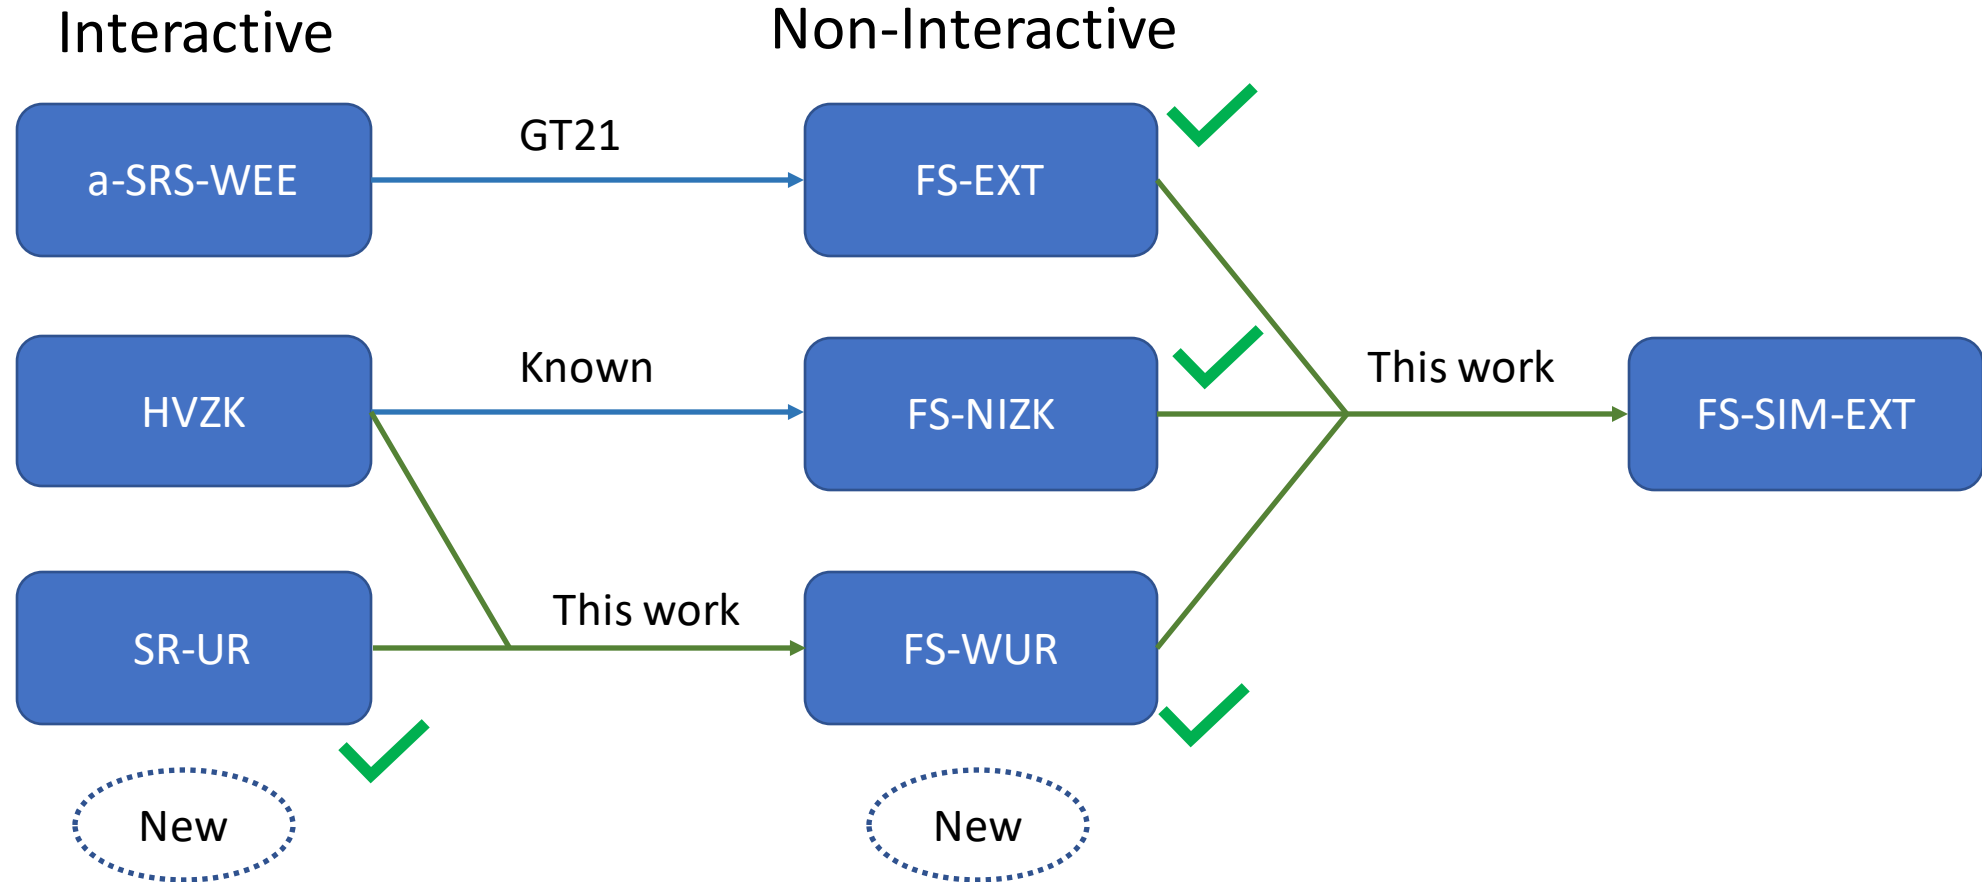 Interactive
Non-Interactive
a-SRS-WEE
GT21
FS-EXT
HVZK
Known
FS-NIZK
This work
FS-SIM-EXT
SR-UR
This work
FS-WUR
New
New